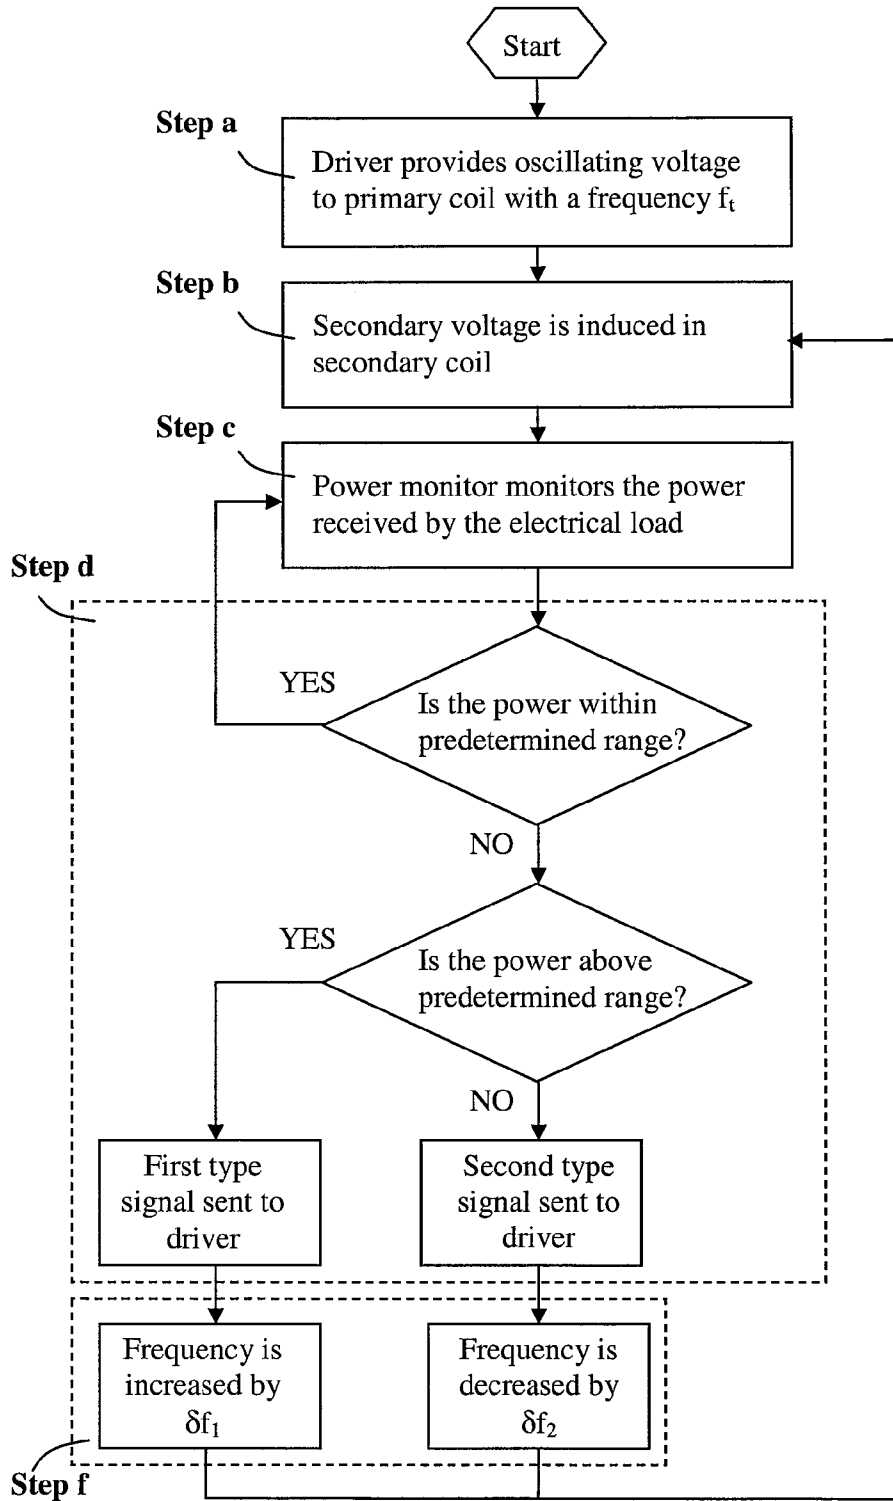 Start
Step a
Driver provides oscillating voltage
to primary coil with a frequency fₜ
Step b
Secondary voltage is induced in
secondary coil
Step c
Power monitor monitors the power
received by the electrical load
Step d
YES
Is the power within
predetermined range?
NO
YES
Is the power above
predetermined range?
NO
First type
signal sent to
driver
Second type
signal sent to
driver
Frequency is
increased by
δf₁
Frequency is
decreased by
δf₂
Step f